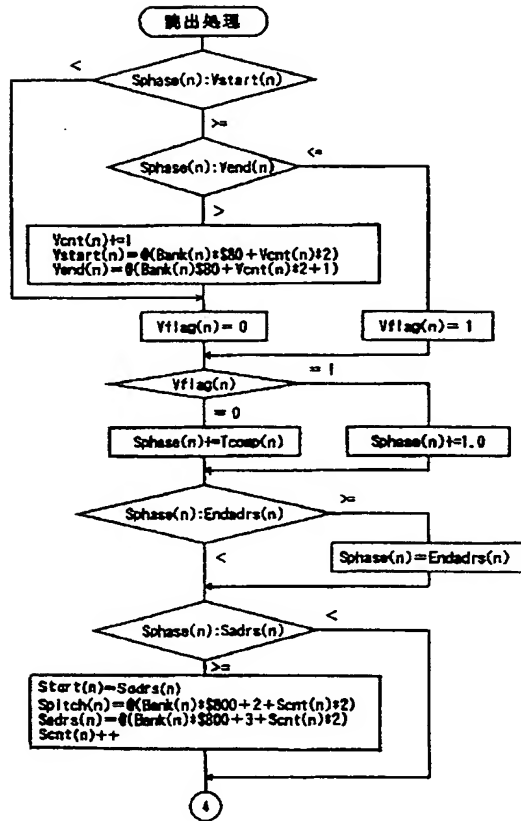 読出処理
<
Sphase(n):Vstart(n)
>=
<=
Sphase(n):Vend(n)
>
Vcnt(n)+=1
Vstart(n)=@(Bank(n)*$80+Vcnt(n)*2)
Vend(n)=@(Bank(n)$80+Vcnt(n)*2+1)
Vflag(n)=0
Vflag(n)=1
= 1
Vflag(n)
= 0
Sphase(n)+=Tcomp(n)
Sphase(n)+=1.0
>=
Sphase(n):Endadrs(n)
<
Sphase(n)=Endadrs(n)
<
Sphase(n):Sadrs(n)
>=
Start(n)=Sadrs(n)
Spitch(n)=@(Bank(n)*$800+2+Scnt(n)*2)
Sadrs(n)=@(Bank(n)*$800+3+Scnt(n)*2)
Scnt(n)++
4